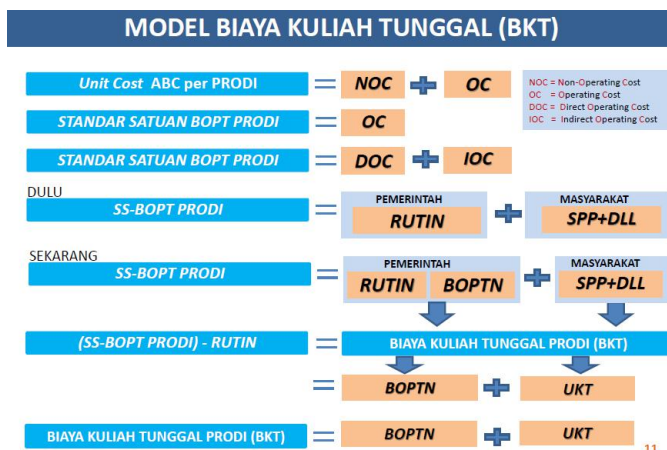 MODEL BIAYA KULIAH TUNGGAL (BKT)
Unit Cost ABC per PRODI = NOC + OC
NOC = Non-Operating Cost
OC = Operating Cost
DOC = Direct Operating Cost
IOC = Indirect Operating Cost
STANDAR SATUAN BOPT PRODI = OC
STANDAR SATUAN BOPT PRODI = DOC + IOC
DULU
PEMERINTAH MASYARAKAT
SS-BOPT PRODI = RUTIN + SPP+DLL
SEKARANG
PEMERINTAH MASYARAKAT
SS-BOPT PRODI = RUTIN BOPTN + SPP+DLL
(SS-BOPT PRODI) - RUTIN = BIAYA KULIAH TUNGGAL PRODI (BKT)
= BOPTN + UKT
BIAYA KULIAH TUNGGAL PRODI (BKT) = BOPTN + UKT
11